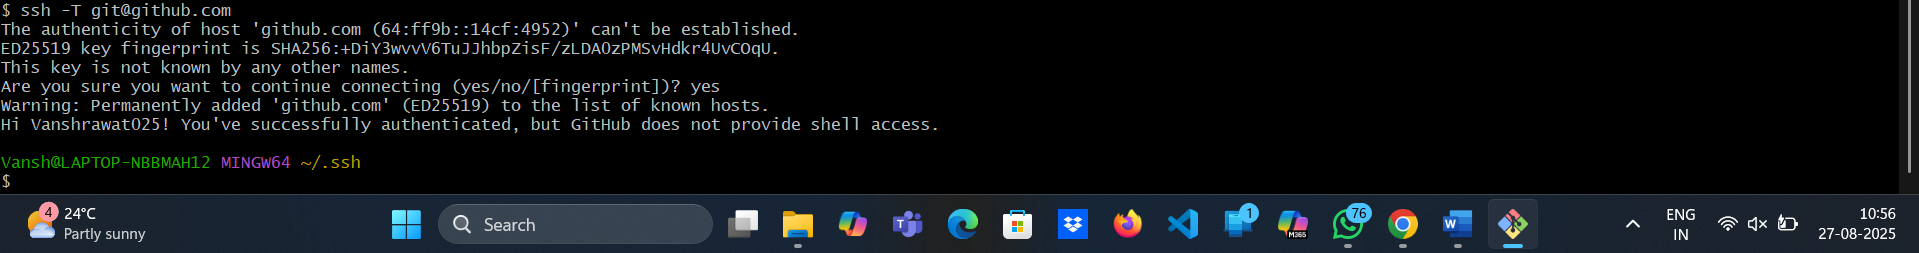 $ ssh -T git@github.com
The authenticity of host 'github.com (64:ff9b::14cf:4952)' can't be established.
ED25519 key fingerprint is SHA256:+DiY3wvvV6TuJJhbpZisF/zLDA0zPMSvHdkr4UvCOqU.
This key is not known by any other names.
Are you sure you want to continue connecting (yes/no/[fingerprint])? yes
Warning: Permanently added 'github.com' (ED25519) to the list of known hosts.
Hi Vanshrawat025! You've successfully authenticated, but GitHub does not provide shell access.
Vansh@LAPTOP-NBBMAH12 MINGW64 ~/.ssh
$
4
24°C
Partly sunny
Search
T
1
M365
76
W
ENG
IN
10:56
27-08-2025